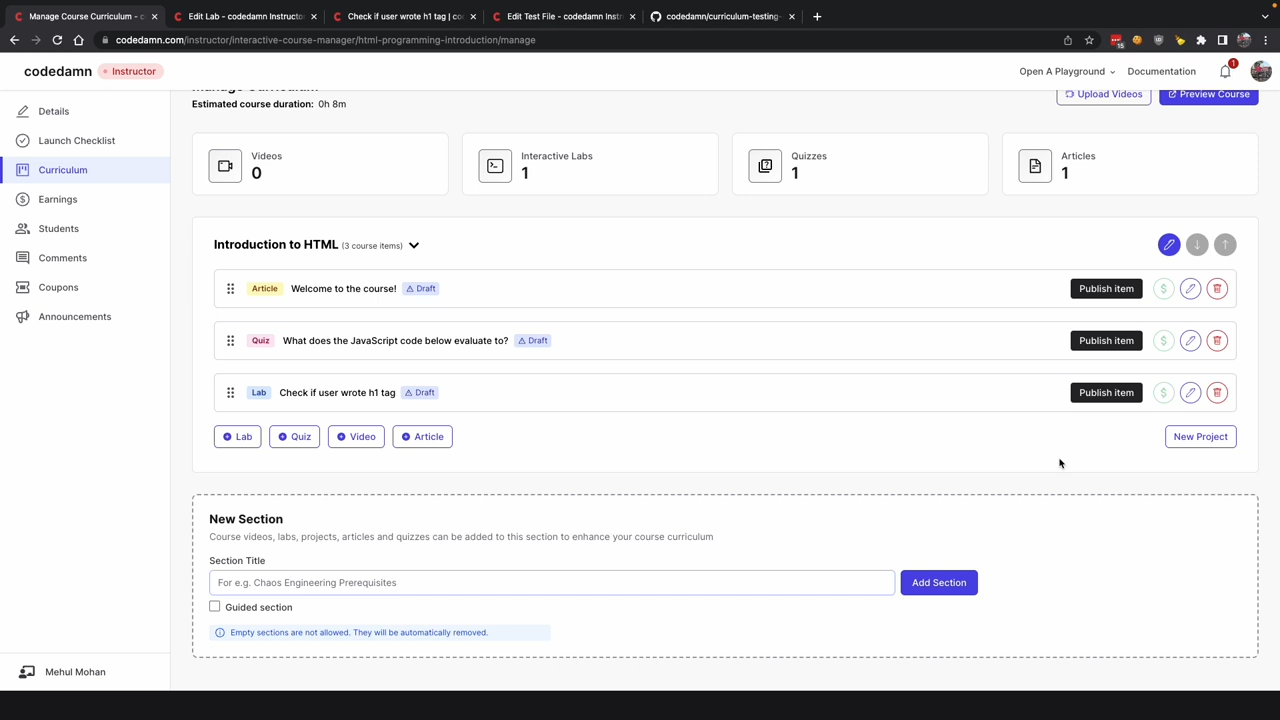 Manage Course Curriculum - c
Edit Lab - codedamn Instructor
Check if user wrote h1 tag | co
Edit Test File - codedamn Instr
codedamn/curriculum-testing-
codedamn.com/instructor/interactive-course-manager/html-programming-introduction/manage
15
codedamn
Instructor
Open A Playground
Documentation
1
Details
Launch Checklist
Curriculum
Earnings
Students
Comments
Coupons
Announcements
Mehul Mohan
Manage Curriculum
Estimated course duration: 0h 8m
Upload Videos
Preview Course
Videos
0
Interactive Labs
1
Quizzes
1
Articles
1
Introduction to HTML (3 course items)
Article Welcome to the course! Draft Publish item $
Quiz What does the JavaScript code below evaluate to? Draft Publish item $
Lab Check if user wrote h1 tag Draft Publish item $
Lab Quiz Video Article New Project
New Section
Course videos, labs, projects, articles and quizzes can be added to this section to enhance your course curriculum
Section Title
For e.g. Chaos Engineering Prerequisites
Add Section
Guided section
Empty sections are not allowed. They will be automatically removed.